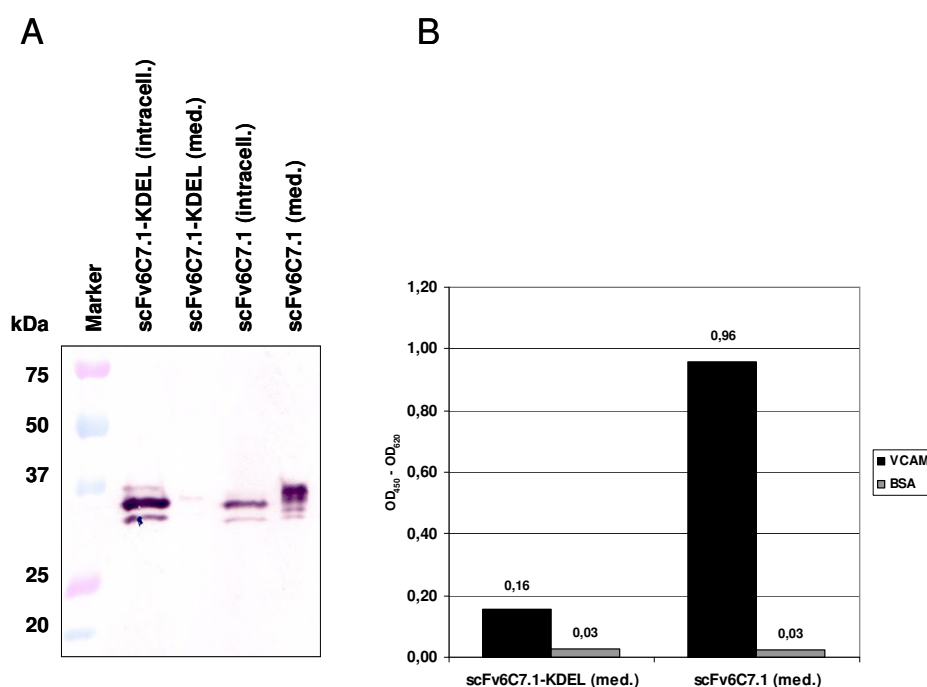 A
B
Marker
scFv6C7.1-KDEL (intracell.)
scFv6C7.1-KDEL (med.)
scFv6C7.1 (intracell.)
scFv6C7.1 (med.)
kDa
75
50
37
25
20
1,20
1,00
0,80
0,60
0,40
0,20
0,00
OD450 - OD620
0,16
0,03
0,96
0,03
scFv6C7.1-KDEL (med.)
scFv6C7.1 (med.)
VCAM
BSA